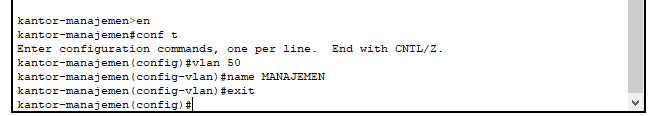 kantor-manajemen>en
kantor-manajemen#conf t
Enter configuration commands, one per line.  End with CNTL/Z.
kantor-manajemen(config)#vlan 50
kantor-manajemen(config-vlan)#name MANAJEMEN
kantor-manajemen(config-vlan)#exit
kantor-manajemen(config)#